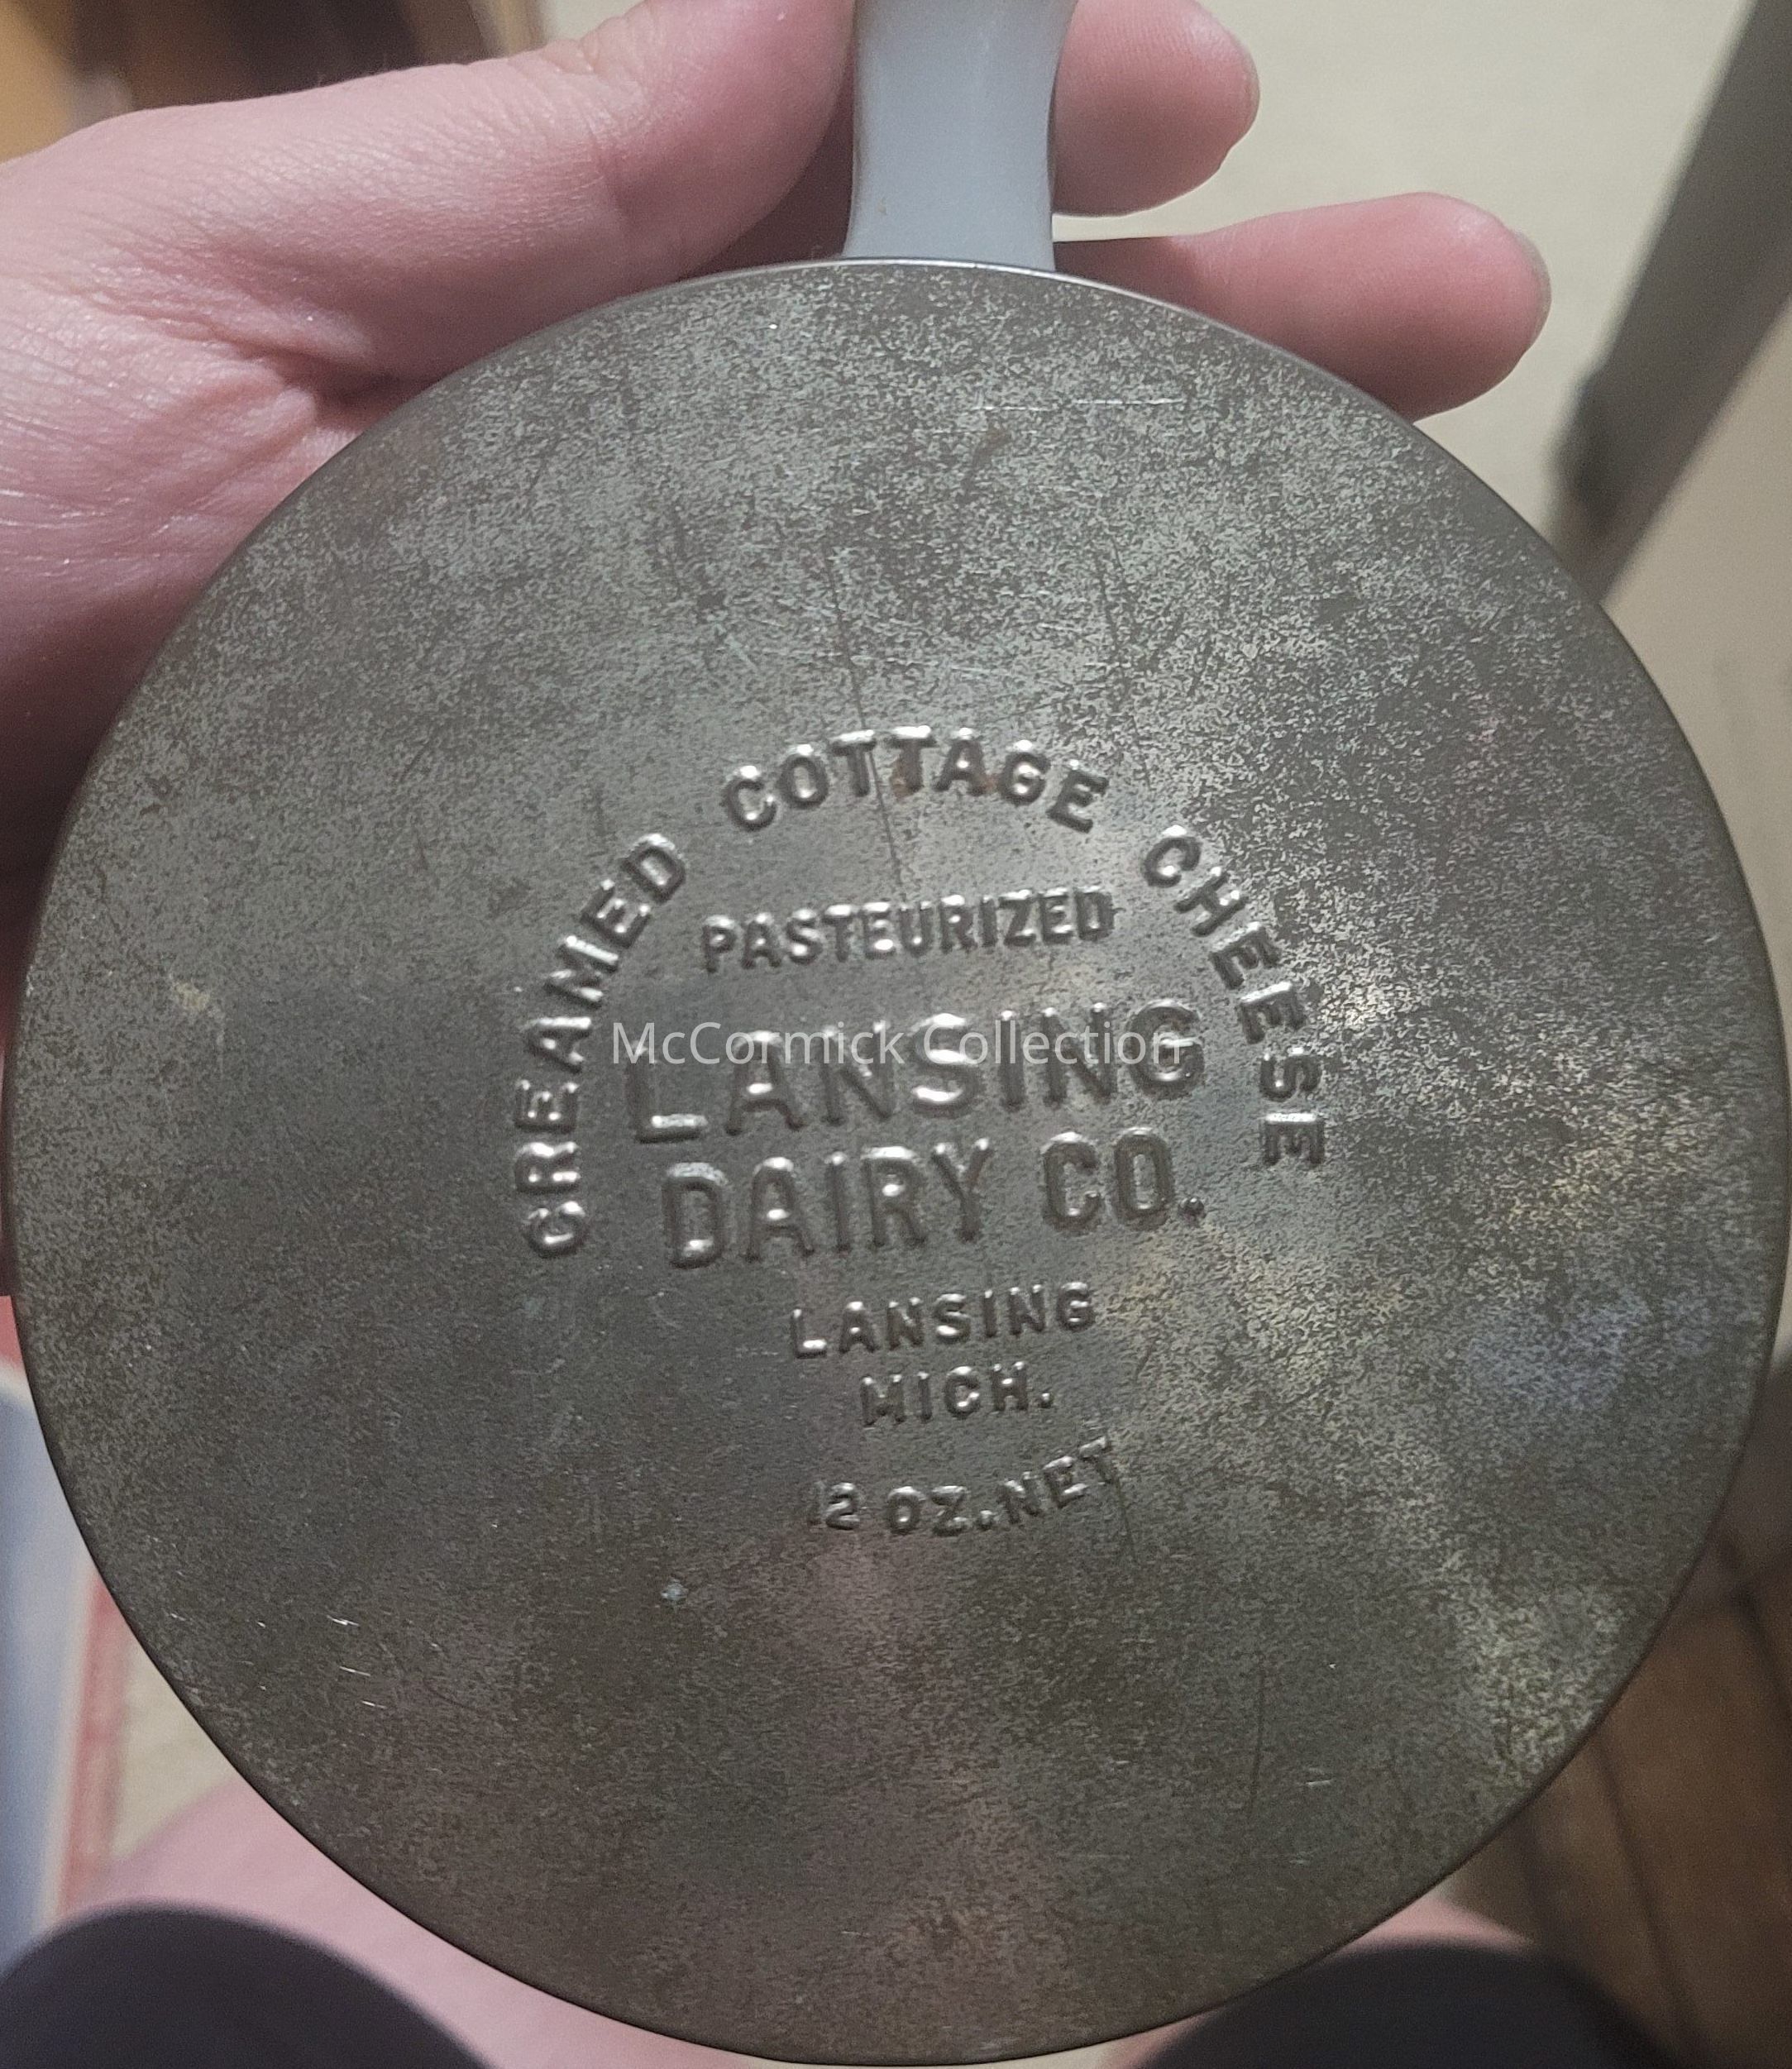 CREAMED COTTAGE CHEESE
PASTEURIZED
LANSING
McCormick Collection
DAIRY CO.
LANSING
MICH.
12 OZ. NET